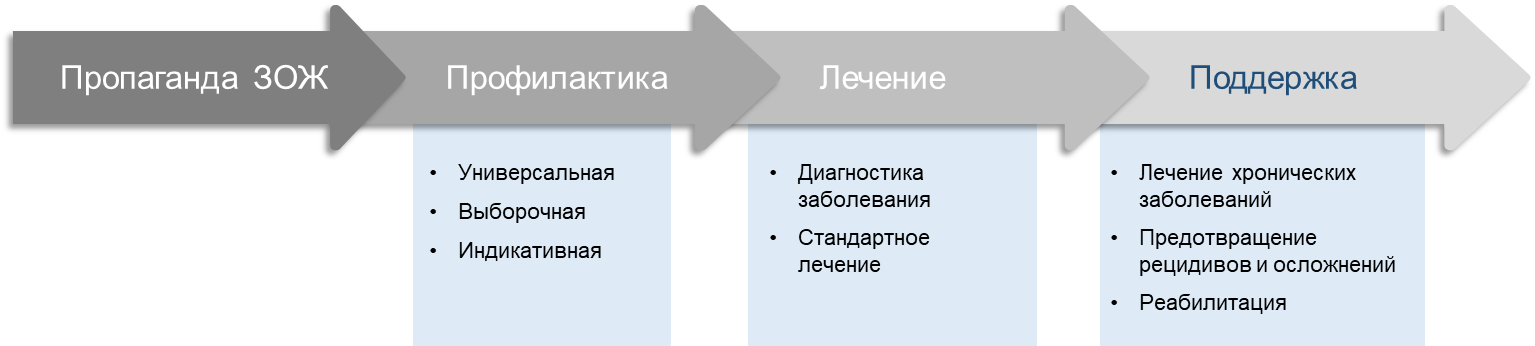 Пропаганда ЗОЖ
Профилактика
Лечение
Поддержка
• Универсальная
• Выборочная
• Индикативная
• Диагностика
заболевания
• Стандартное
лечение
• Лечение хронических
заболеваний
• Предотвращение
рецидивов и осложнений
• Реабилитация